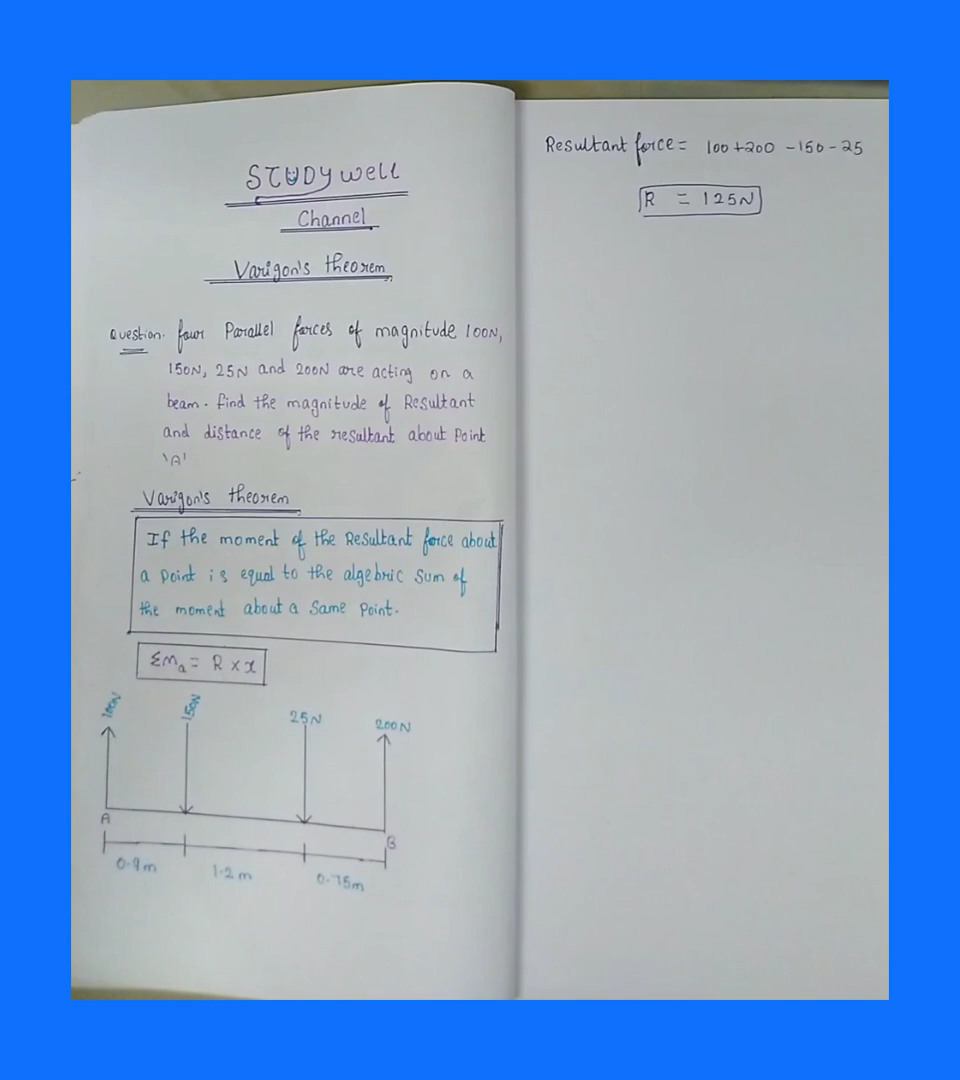 STUDY well
Channel
Varigon's theorem
Question. four Parallel forces of magnitude 100N,
150N, 25N and 200N are acting on a
beam. find the magnitude of Resultant
and distance of the resultant about Point
'A'
Varigon's theorem
If the moment of the Resultant force about
a point is equal to the algebric sum of
the moment about a same point.
ΣMa = R × x
100N 150N 25N 200N
A B
0.9m 1.2m 0.75m
Resultant force = 100+200 -150 -25
R = 125N